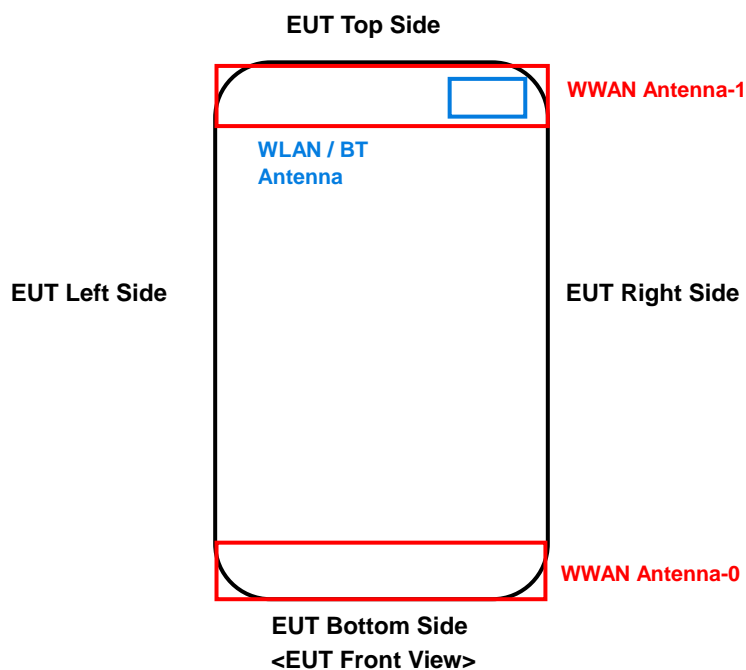 EUT Top Side
WWAN Antenna-1
WLAN / BT
Antenna
EUT Left Side
EUT Right Side
WWAN Antenna-0
EUT Bottom Side
<EUT Front View>